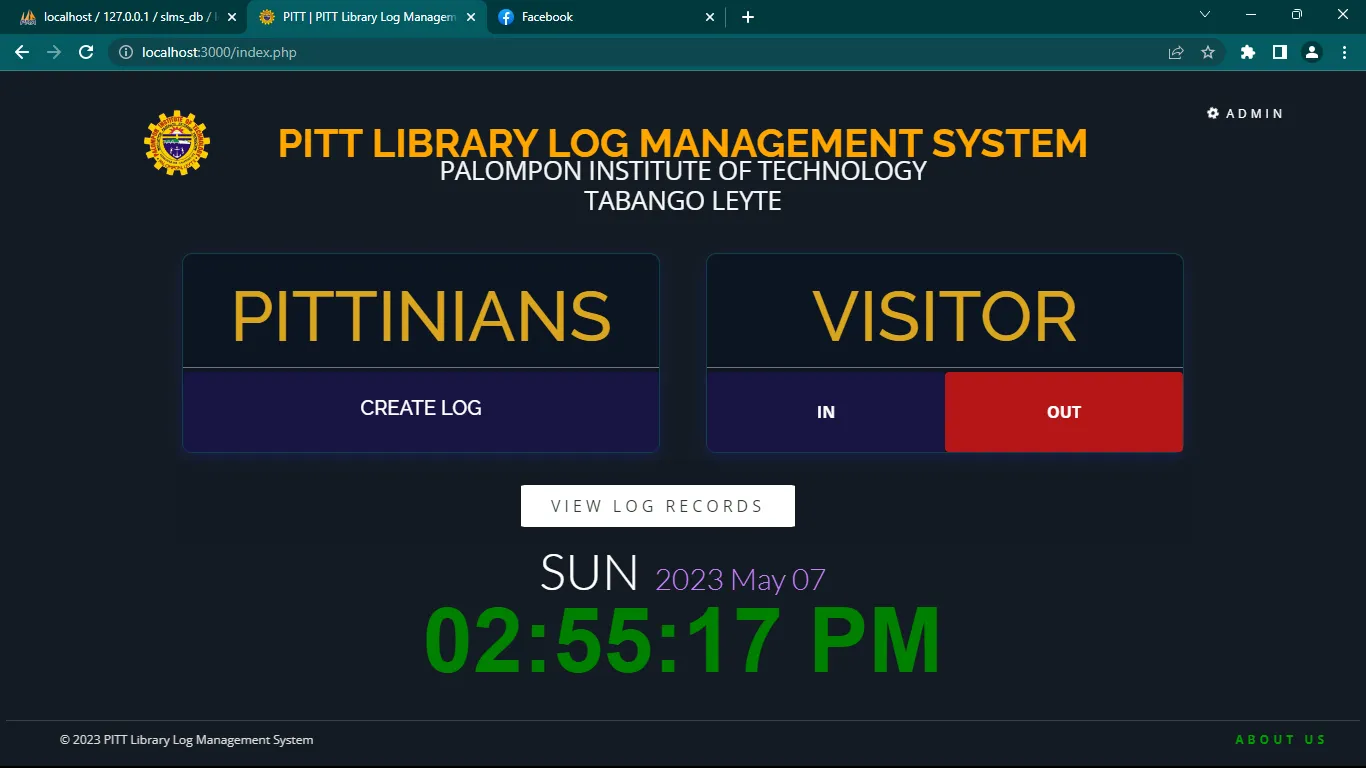 localhost / 127.0.0.1 / slms_db / l
PITT | PITT Library Log Managem
Facebook
localhost:3000/index.php
ADMIN
PITT LIBRARY LOG MANAGEMENT SYSTEM
PALOMPON INSTITUTE OF TECHNOLOGY
TABANGO LEYTE
PITTINIANS
VISITOR
CREATE LOG
IN
OUT
VIEW LOG RECORDS
SUN 2023 May 07
02:55:17 PM
© 2023 PITT Library Log Management System
ABOUT US